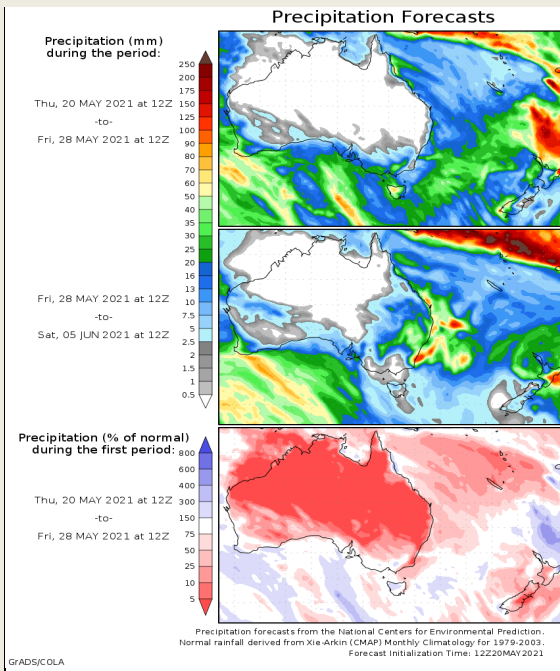 Precipitation Forecasts
Precipitation (mm)
during the period:
Thu, 20 MAY 2021 at 12Z
-to-
Fri, 28 MAY 2021 at 12Z
250
200
175
150
125
100
90
80
70
60
50
40
35
30
25
20
16
13
10
7.5
5
2.5
2
1.5
1
0.5
Fri, 28 MAY 2021 at 12Z
-to-
Sat, 05 JUN 2021 at 12Z
Precipitation (% of normal)
during the first period:
Thu, 20 MAY 2021 at 12Z
-to-
Fri, 28 MAY 2021 at 12Z
800
600
400
300
150
75
50
25
10
5
Precipitation forecasts from the National Centers for Environmental Prediction.
Normal rainfall derived from Xie-Arkin (CMAP) Monthly Climatology for 1979-2003.
Forecast Initialization Time: 12Z20MAY2021
GrADS/COLA